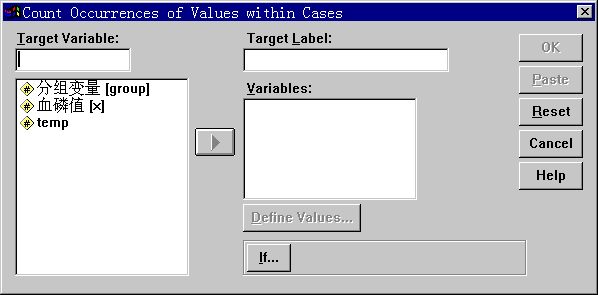 Count Occurrences of Values within Cases
Target Variable:
Target Label:
分组变量 [group]
血磷值 [x]
temp
Variables:
Define Values...
If...
OK
Paste
Reset
Cancel
Help